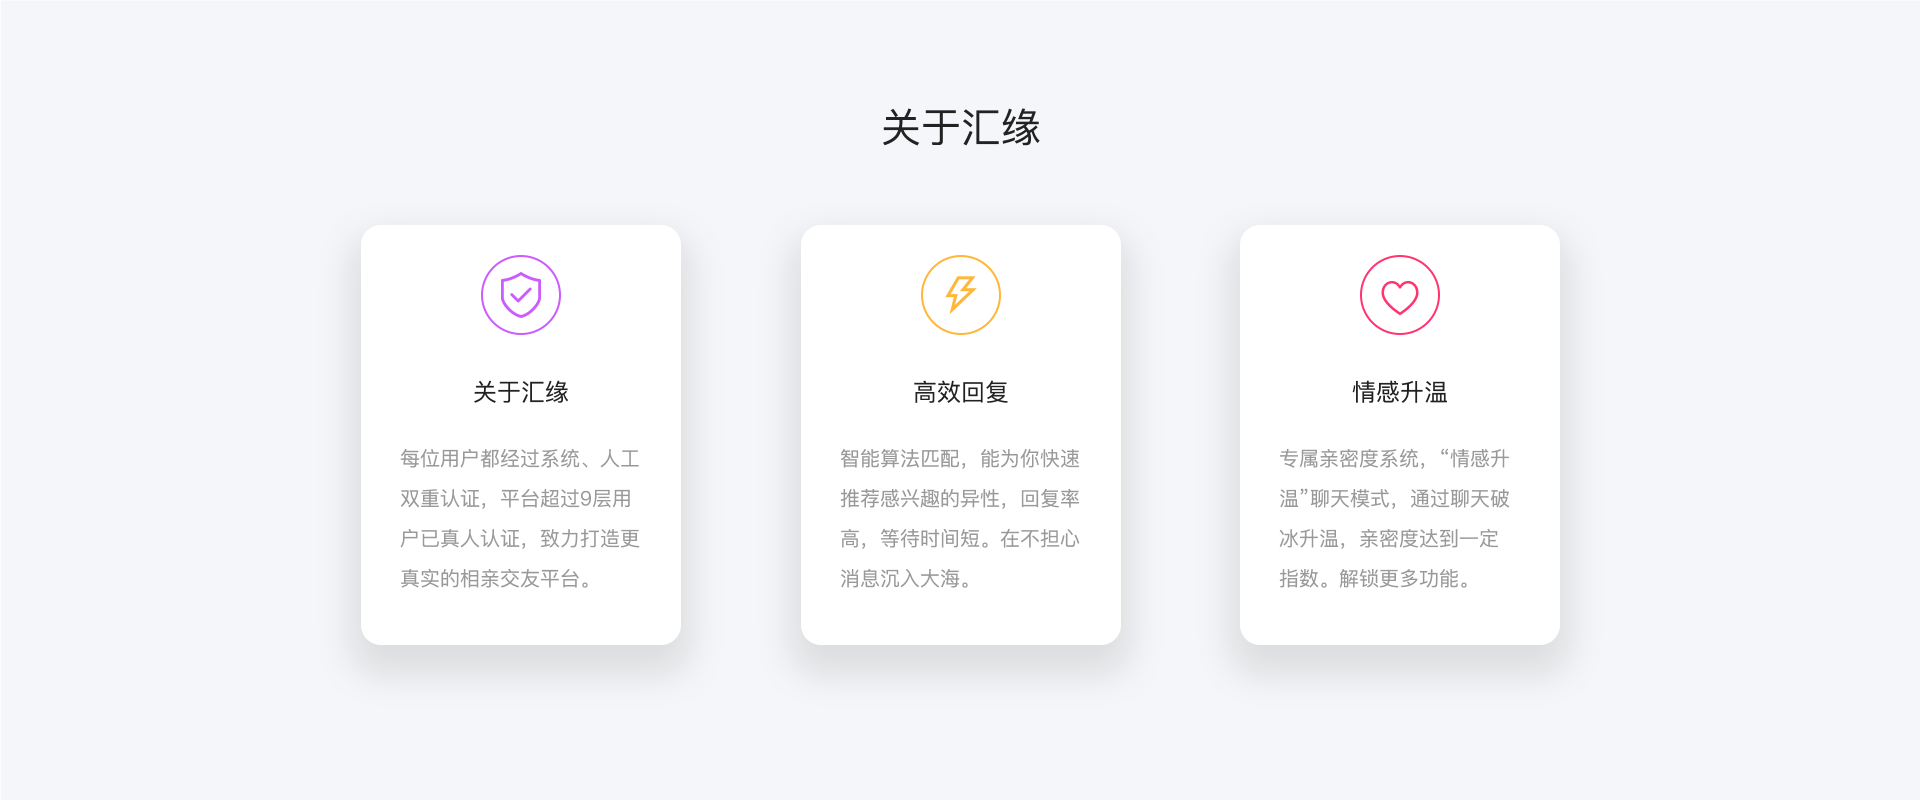 关于汇缘
关于汇缘
每位用户都经过系统、人工
双重认证，平台超过9层用
户已真人认证，致力打造更
真实的相亲交友平台。
高效回复
智能算法匹配，能为你快速
推荐感兴趣的异性，回复率
高，等待时间短。在不担心
消息沉入大海。
情感升温
专属亲密度系统，“情感升
温”聊天模式，通过聊天破
冰升温，亲密度达到一定
指数。解锁更多功能。